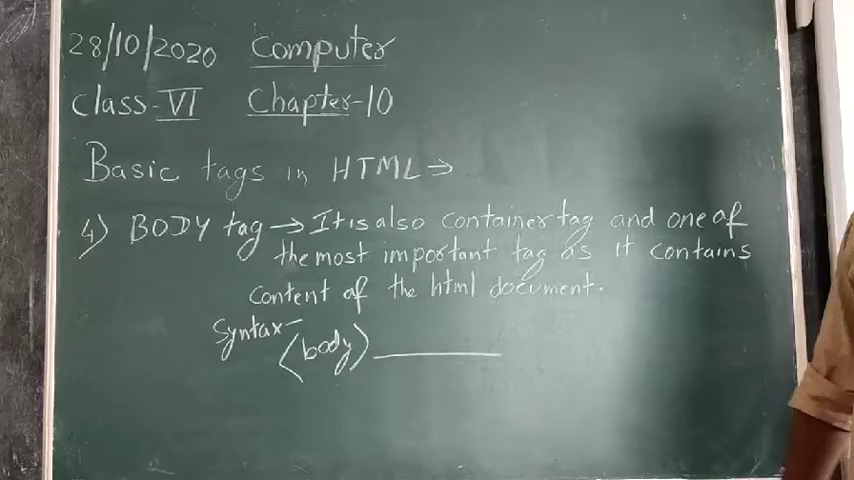 28/10/2020 Computer
Class-VI Chapter-10
Basic tags in HTML →
4) BODY tag → It is also container tag and one of
the most important tag as it contains
content of the html document.
Syntax-
<body> ________